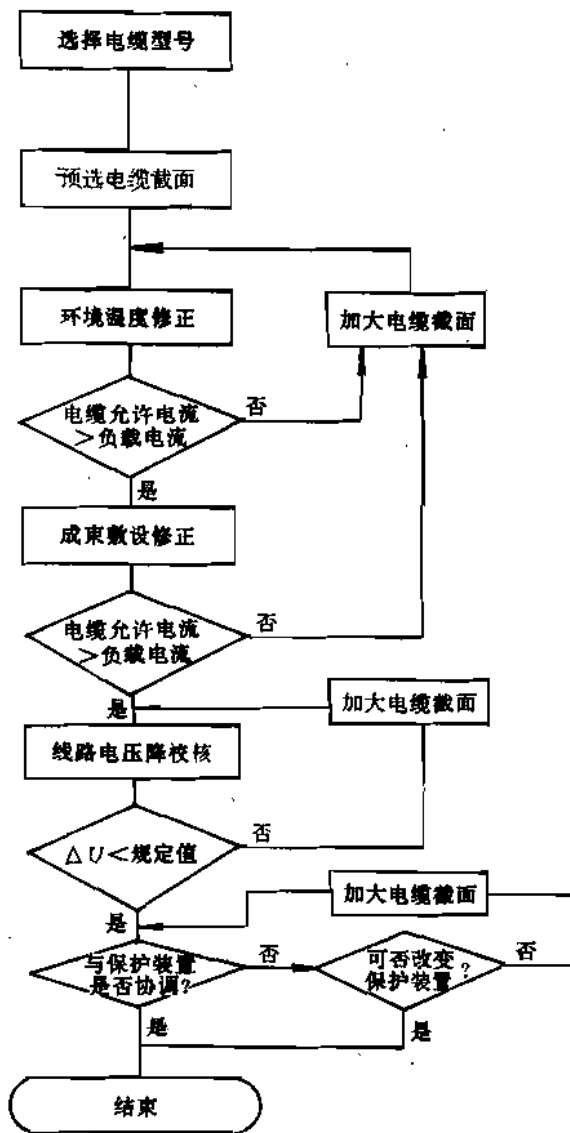 选择电缆型号
预选电缆截面
环境温度修正
加大电缆截面
电缆允许电流
>负载电流
否
是
成束敷设修正
电缆允许电流
>负载电流
否
是
加大电缆截面
线路电压降校核
ΔU<规定值
否
是
加大电缆截面
与保护装置
是否协调?
否
可否改变
保护装置?
否
是
是
结束